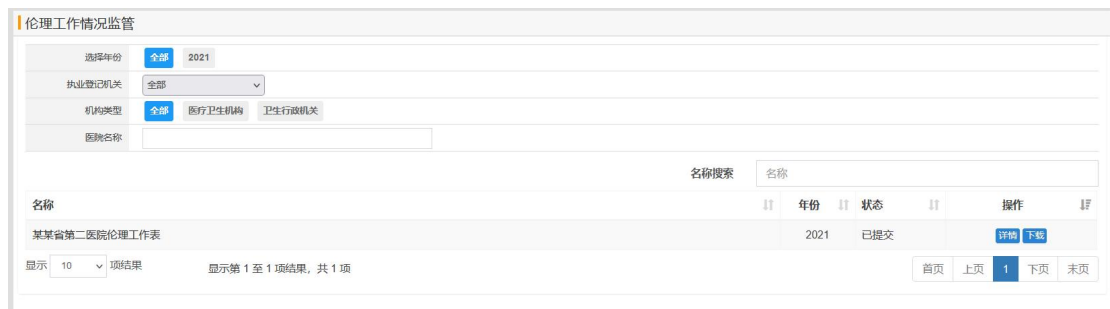 伦理工作情况监管
选择年份 全部 2021
执业登记机关 全部
机构类型 全部 医疗卫生机构 卫生行政机关
医院名称
名称搜索 名称
名称 年份 状态 操作
某某省第二医院伦理工作表 2021 已提交 详情 下载
显示 10 项结果 显示第 1 至 1 项结果，共 1 项 首页 上页 1 下页 末页